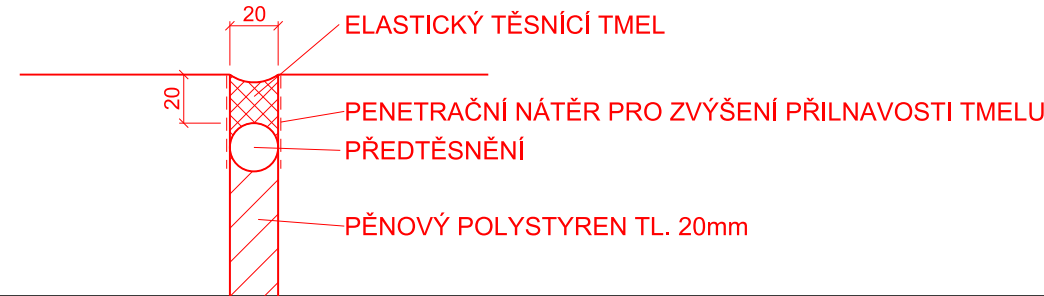 20
ELASTICKÝ TĚSNÍCÍ TMEL
20
PENETRAČNÍ NÁTĚR PRO ZVÝŠENÍ PŘILNAVOSTI TMELU
PŘEDTĚSNĚNÍ
PĚNOVÝ POLYSTYREN TL. 20mm